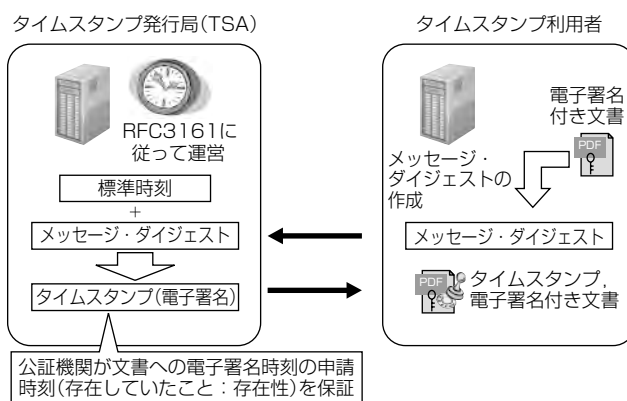 タイムスタンプ発行局(TSA)
RFC3161に
従って運営
標準時刻
+
メッセージ・ダイジェスト
タイムスタンプ(電子署名)
公証機関が文書への電子署名時刻の申請
時刻(存在していたこと:存在性)を保証
タイムスタンプ利用者
電子署名
付き文書
PDF
メッセージ・
ダイジェストの
作成
メッセージ・ダイジェスト
PDF
タイムスタンプ,
電子署名付き文書